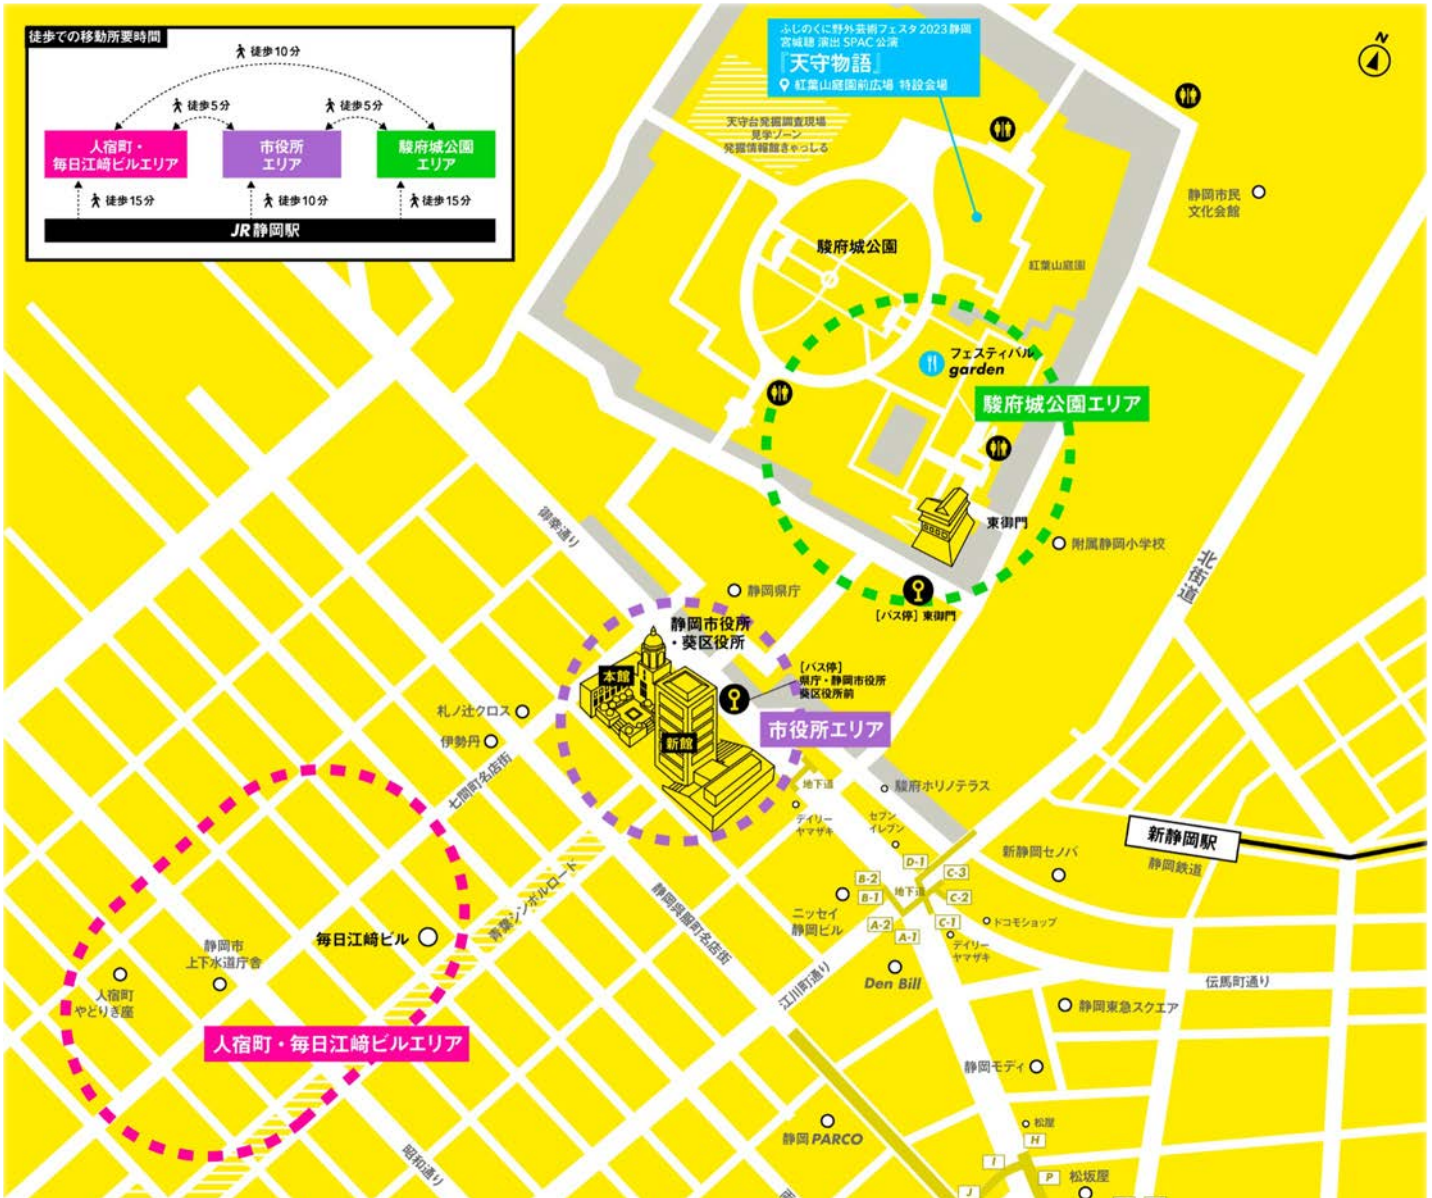 徒歩での移動所要時間
徒歩10分
徒歩5分
徒歩5分
人宿町・
毎日江﨑ビルエリア
市役所
エリア
駿府城公園
エリア
徒歩15分
徒歩10分
徒歩15分
JR静岡駅
ふじのくに野外芸術フェスタ2023静岡
宮城聰 演出 SPAC公演
『天守物語』
紅葉山庭園前広場 特設会場
N
天守台発掘調査現場
見学ゾーン
発掘情報館きゃっしる
静岡市民
文化会館
駿府城公園
紅葉山庭園
フェスティバル
garden
駿府城公園エリア
東御門
附属静岡小学校
北街道
御幸通り
静岡県庁
[バス停] 東御門
静岡市役所
・葵区役所
本館
新館
[バス停]
県庁・静岡市役所
葵区役所前
市役所エリア
札ノ辻クロス
伊勢丹
七間町名店街
地下道
駿府ホリノテラス
デイリー
ヤマザキ
セブン
イレブン
新静岡駅
静岡鉄道
新静岡セノバ
D-1
C-3
B-2
地下道
C-2
B-1
A-2
C-1
A-1
ニッセイ
静岡ビル
ドコモショップ
デイリー
ヤマザキ
青葉シンボルロード
静岡呉服町名店街
毎日江﨑ビル
静岡市
上下水道庁舎
人宿町
やどりぎ座
人宿町・毎日江﨑ビルエリア
江川町通り
Den Bill
伝馬町通り
静岡東急スクエア
静岡モディ
静岡PARCO
松屋
H
I
P
J
松坂屋
昭和通り